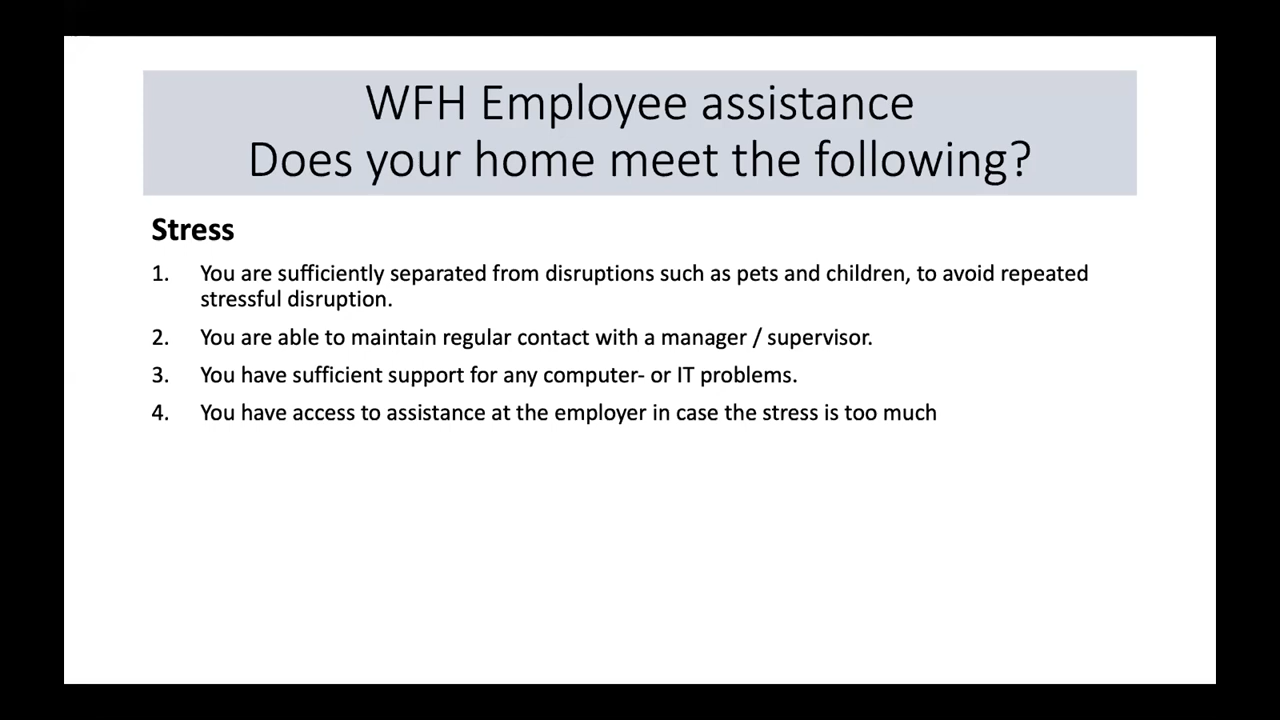 WFH Employee assistance
Does your home meet the following?
Stress
1. You are sufficiently separated from disruptions such as pets and children, to avoid repeated
stressful disruption.
2. You are able to maintain regular contact with a manager / supervisor.
3. You have sufficient support for any computer- or IT problems.
4. You have access to assistance at the employer in case the stress is too much